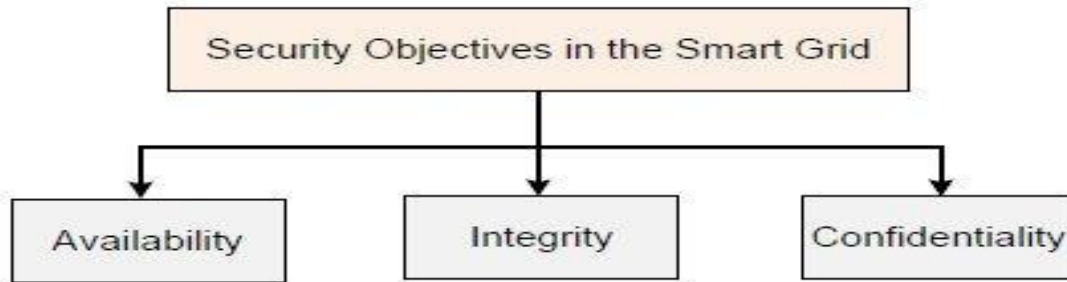 Security Objectives in the Smart Grid
Availability
Integrity
Confidentiality